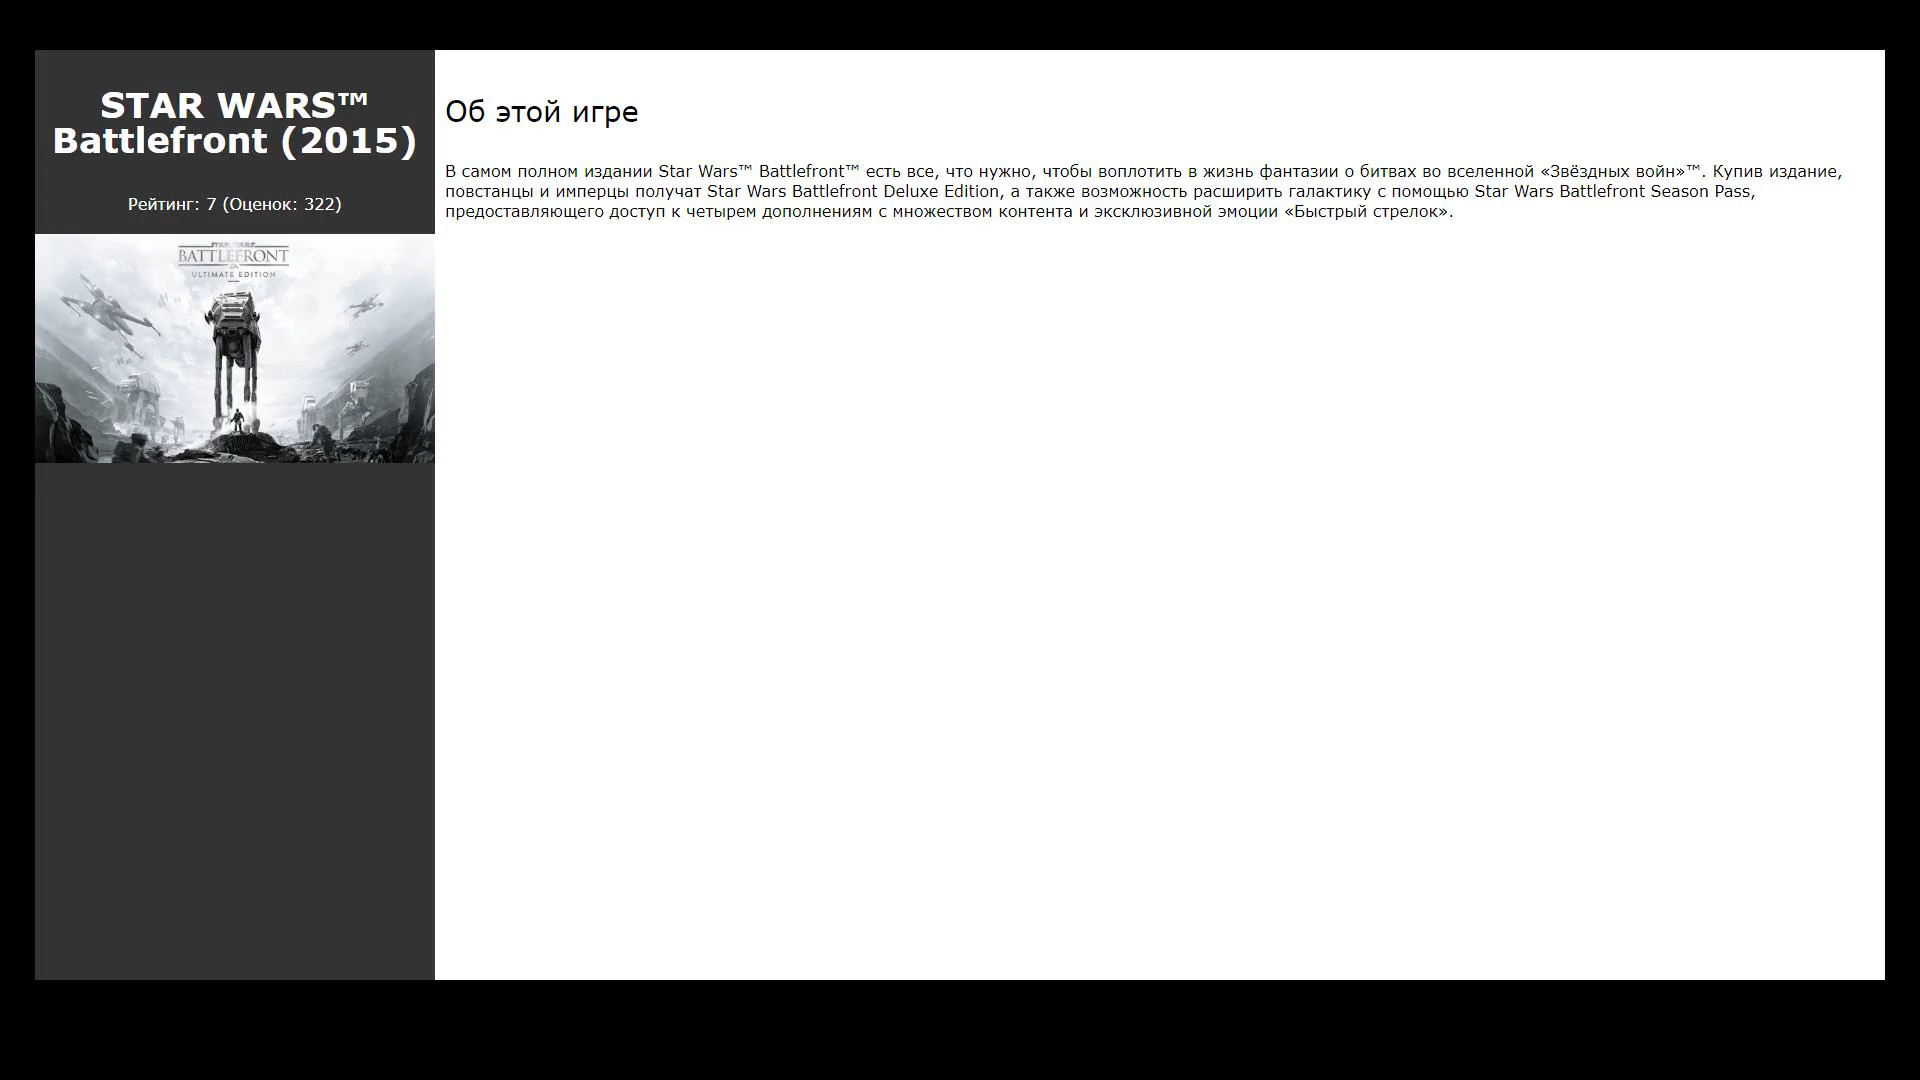 STAR WARS™
Battlefront (2015)
Рейтинг: 7 (Оценок: 322)
STAR WARS
BATTLEFRONT
EA
ULTIMATE EDITION
Об этой игре
В самом полном издании Star Wars™ Battlefront™ есть все, что нужно, чтобы воплотить в жизнь фантазии о битвах во вселенной «Звёздных войн»™. Купив издание,
повстанцы и имперцы получат Star Wars Battlefront Deluxe Edition, а также возможность расширить галактику с помощью Star Wars Battlefront Season Pass,
предоставляющего доступ к четырем дополнениям с множеством контента и эксклюзивной эмоции «Быстрый стрелок».